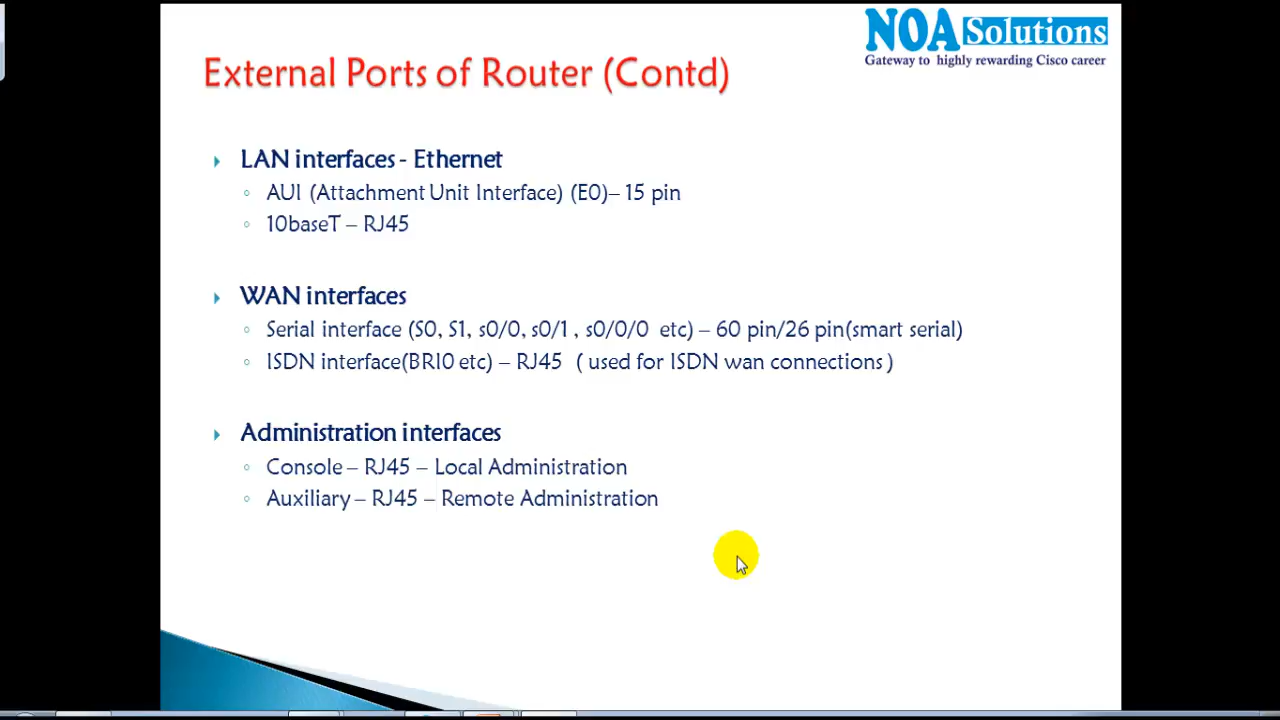 NOA Solutions
Gateway to highly rewarding Cisco career
External Ports of Router (Contd)
LAN interfaces - Ethernet
AUI (Attachment Unit Interface) (E0)– 15 pin
10baseT – RJ45
WAN interfaces
Serial interface (S0, S1, s0/0, s0/1 , s0/0/0 etc) – 60 pin/26 pin(smart serial)
ISDN interface(BRI0 etc) – RJ45 ( used for ISDN wan connections )
Administration interfaces
Console – RJ45 – Local Administration
Auxiliary – RJ45 – Remote Administration